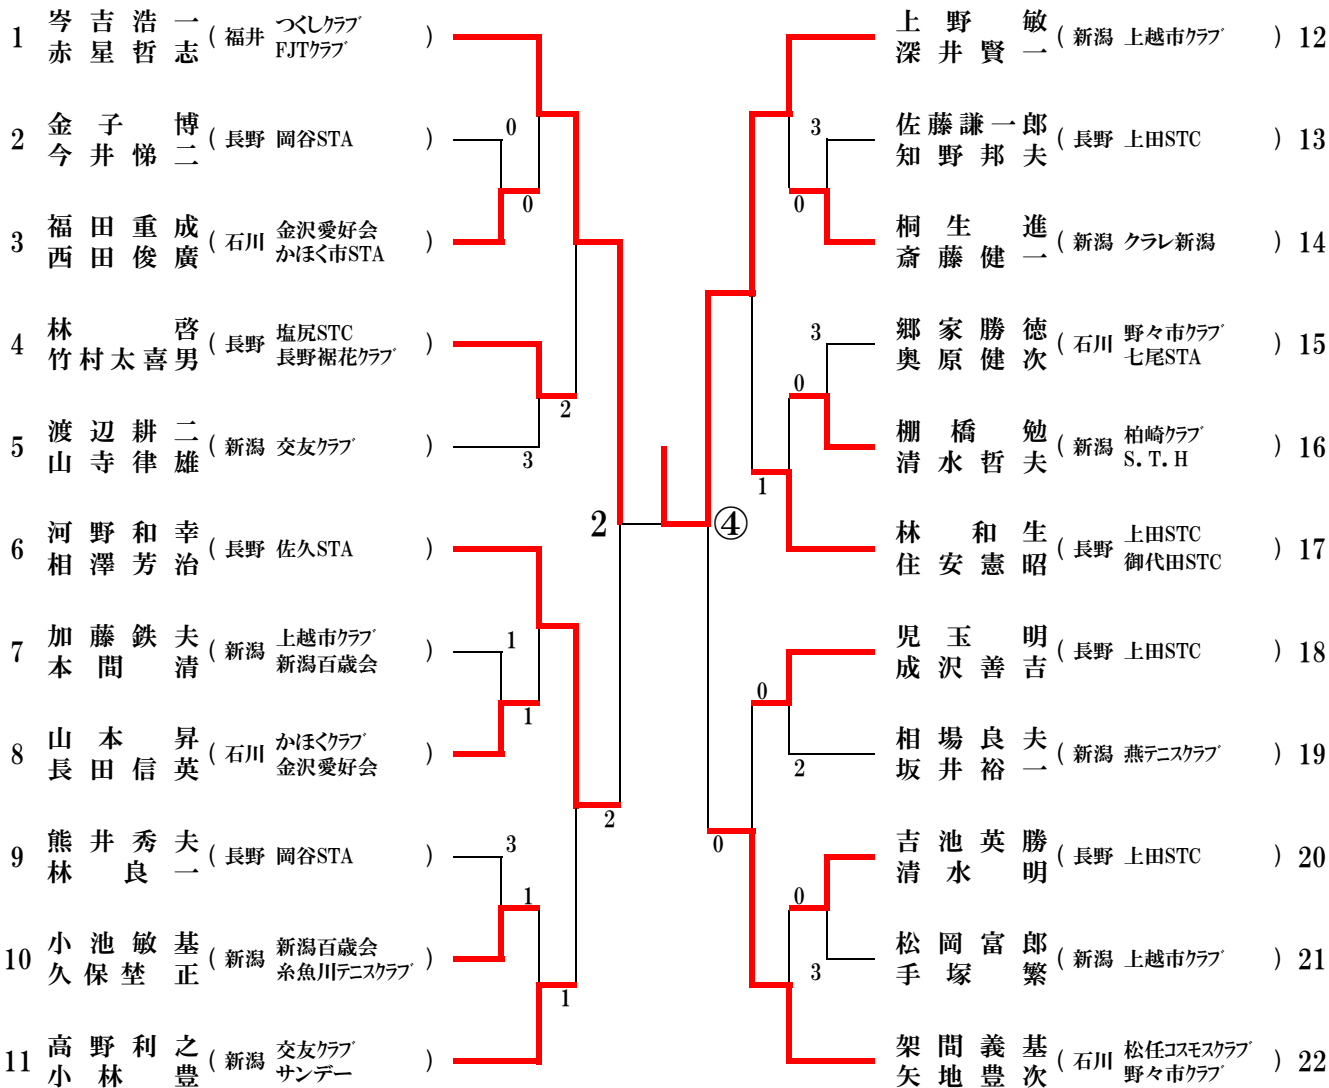 1 岑吉浩一 赤星哲志 ( 福井 つくしクラブ FJTクラブ )
2 金子博 今井悌二 ( 長野 岡谷STA )
3 福田重成 西田俊廣 ( 石川 金沢愛好会 かほく市STA )
4 林啓 竹村太喜男 ( 長野 塩尻STC 長野裾花クラブ )
5 渡辺耕二 山寺律雄 ( 新潟 交友クラブ )
6 河野和幸 相澤芳治 ( 長野 佐久STA )
7 加藤鉄夫 本間清 ( 新潟 上越市クラブ 新潟百歳会 )
8 山本昇 長田信英 ( 石川 かほくクラブ 金沢愛好会 )
9 熊井秀夫 林良一 ( 長野 岡谷STA )
10 小池敏基 久保埜正 ( 新潟 新潟百歳会 糸魚川テニスクラブ )
11 高野利之 小林豊 ( 新潟 交友クラブ サンデー )
0
0
2
3
1
1
2
3
1
1
2
④
上野敏 深井賢一 ( 新潟 上越市クラブ ) 12
佐藤謙一郎 知野邦夫 ( 長野 上田STC ) 13
桐生進 斎藤健一 ( 新潟 クラレ新潟 ) 14
郷家勝徳 奥原健次 ( 石川 野々市クラブ 七尾STA ) 15
棚橋勉 清水哲夫 ( 新潟 柏崎クラブ S.T.H ) 16
林和生 住安憲昭 ( 長野 上田STC 御代田STC ) 17
児玉明 成沢善吉 ( 長野 上田STC ) 18
相場良夫 坂井裕一 ( 新潟 燕テニスクラブ ) 19
吉池英勝 清水明 ( 長野 上田STC ) 20
松岡富郎 手塚繁 ( 新潟 上越市クラブ ) 21
架間義基 矢地豊次 ( 石川 松任コスモスクラブ 野々市クラブ ) 22
3
0
3
0
1
0
2
0
0
3